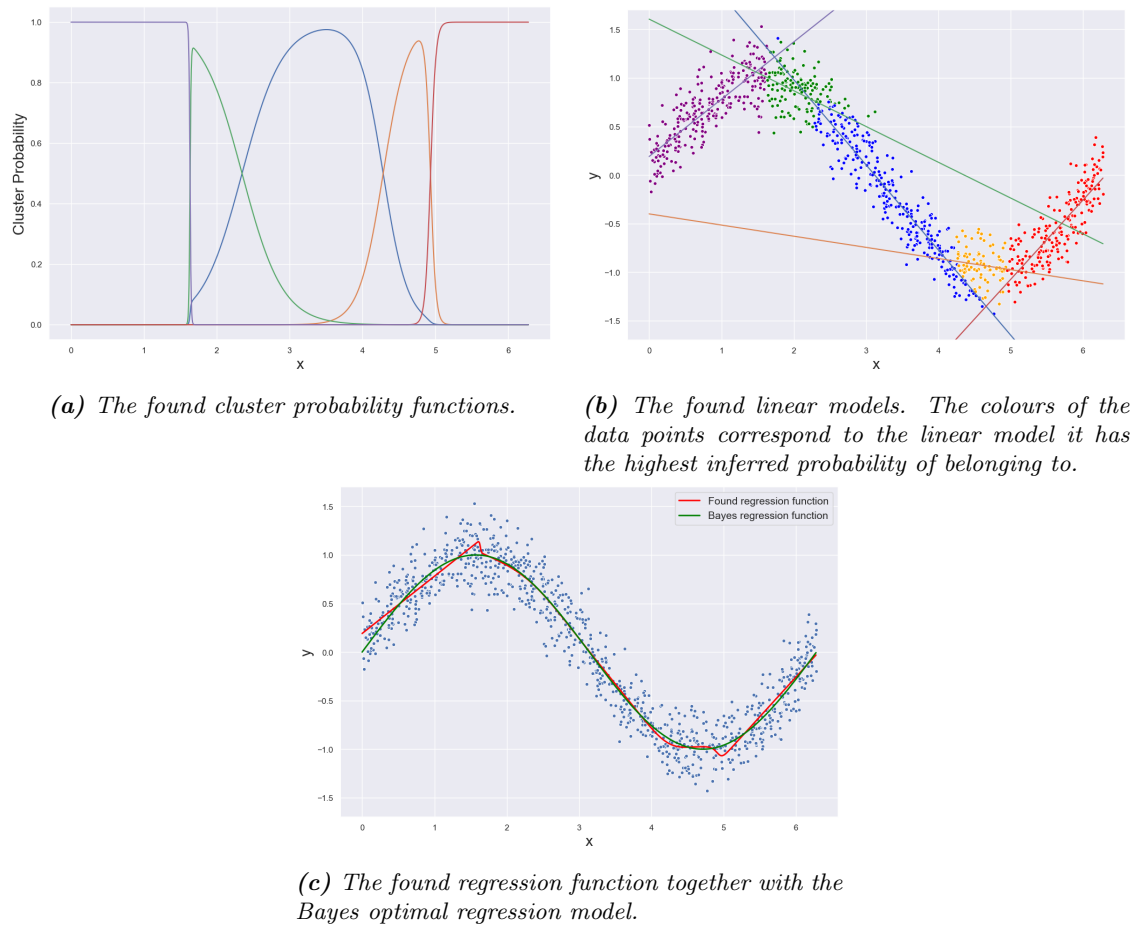 1.0
0.8
0.6
0.4
0.2
0.0
Cluster Probability
0 1 2 3 4 5 6
x
(a) The found cluster probability functions.
1.5
1.0
0.5
0.0
−0.5
−1.0
−1.5
y
0 1 2 3 4 5 6
x
(b) The found linear models. The colours of the
data points correspond to the linear model it has
the highest inferred probability of belonging to.
Found regression function
Bayes regression function
1.5
1.0
0.5
0.0
−0.5
−1.0
−1.5
y
0 1 2 3 4 5 6
x
(c) The found regression function together with the
Bayes optimal regression model.